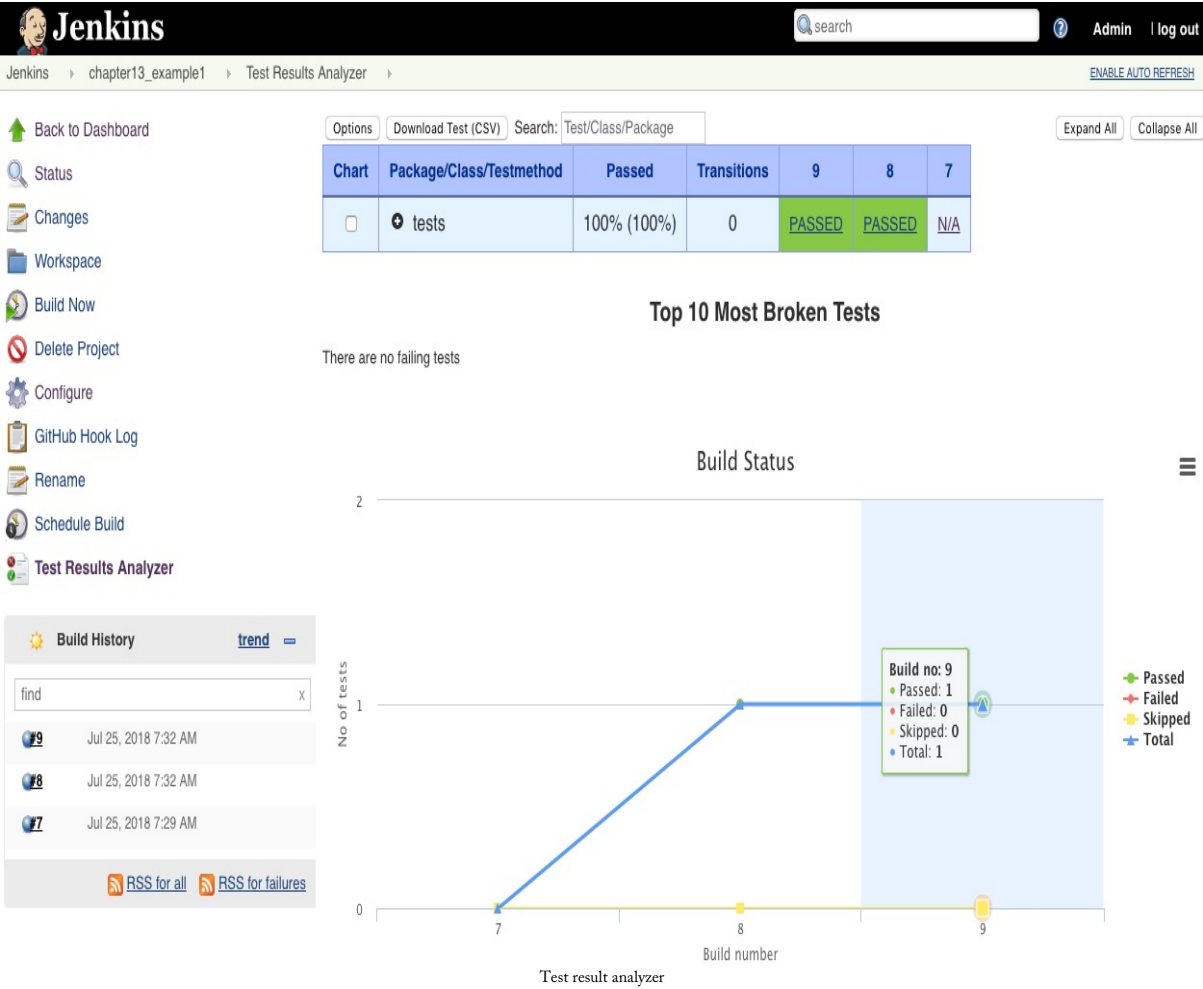 Jenkins
search
?
Admin
| log out
Jenkins
chapter13_example1
Test Results Analyzer
ENABLE AUTO REFRESH
Back to Dashboard
Status
Changes
Workspace
Build Now
Delete Project
Configure
GitHub Hook Log
Rename
Schedule Build
Test Results Analyzer
Build History
trend
find
x
#9 Jul 25, 2018 7:32 AM
#8 Jul 25, 2018 7:32 AM
#7 Jul 25, 2018 7:29 AM
RSS for all RSS for failures
Options Download Test (CSV) Search: Test/Class/Package
Expand All Collapse All
Chart Package/Class/Testmethod Passed Transitions 9 8 7
tests 100% (100%) 0 PASSED PASSED N/A
Top 10 Most Broken Tests
There are no failing tests
Build Status
No of tests
2
1
0
Build no: 9
Passed: 1
Failed: 0
Skipped: 0
Total: 1
Passed
Failed
Skipped
Total
7 8 9
Build number
Test result analyzer